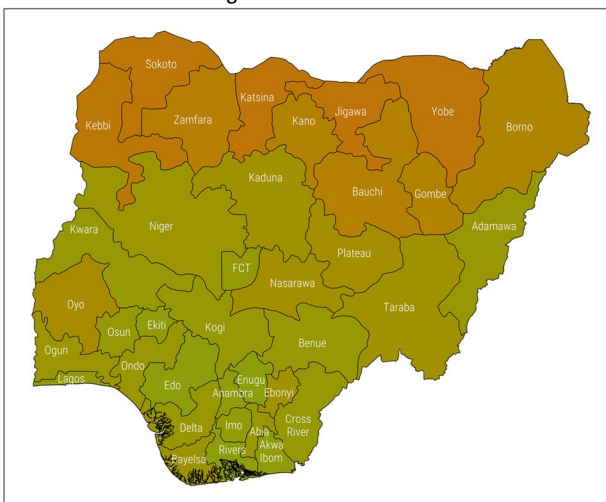 Sokoto
Katsina
Kebbi
Zamfara
Kano
Jigawa
Yobe
Borno
Kaduna
Bauchi
Gombe
Niger
Kwara
Adamawa
FCT
Plateau
Nasarawa
Taraba
Oyo
Osun
Ekiti
Kogi
Benue
Ogun
Ondo
Lagos
Edo
Enugu
Anambra
Ebonyi
Delta
Imo
Abia
Cross
River
Rivers
Akwa
Ibom
Bayelsa